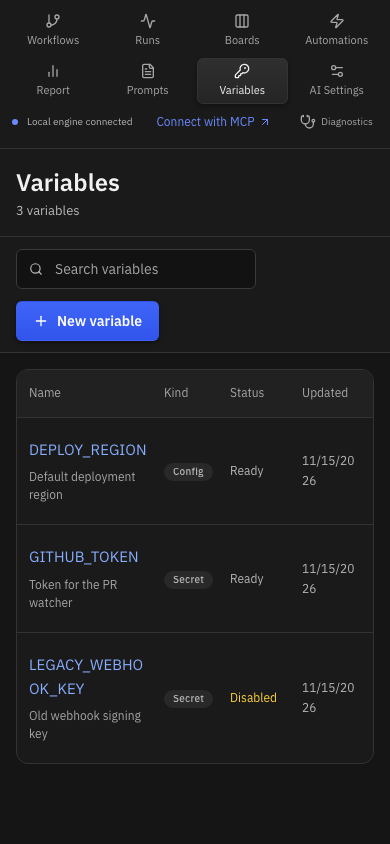 Workflows
Runs
Boards
Automations
Report
Prompts
Variables
AI Settings
Local engine connected
Connect with MCP
Diagnostics
Variables
3 variables
Search variables
New variable
Name
Kind
Status
Updated
DEPLOY_REGION
Default deployment
region
Config
Ready
11/15/20
26
GITHUB_TOKEN
Token for the PR
watcher
Secret
Ready
11/15/20
26
LEGACY_WEBHO
OK_KEY
Old webhook signing
key
Secret
Disabled
11/15/20
26